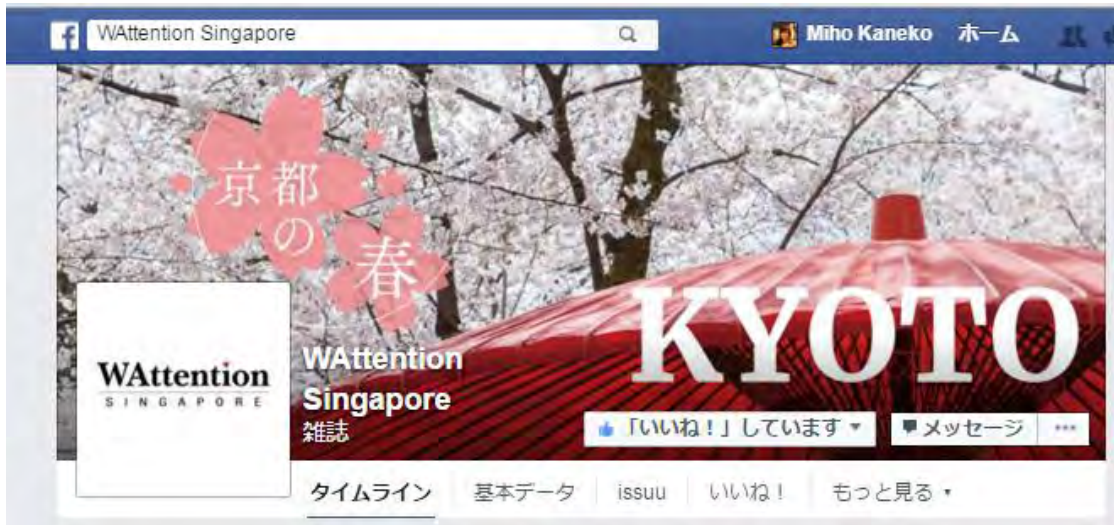 WAttention Singapore
Miho Kaneko ホーム
京都
の
春
KYOTO
WAttention
SINGAPORE
WAttention
Singapore
雑誌
「いいね！」しています
メッセージ
タイムライン 基本データ issuu いいね！ もっと見る